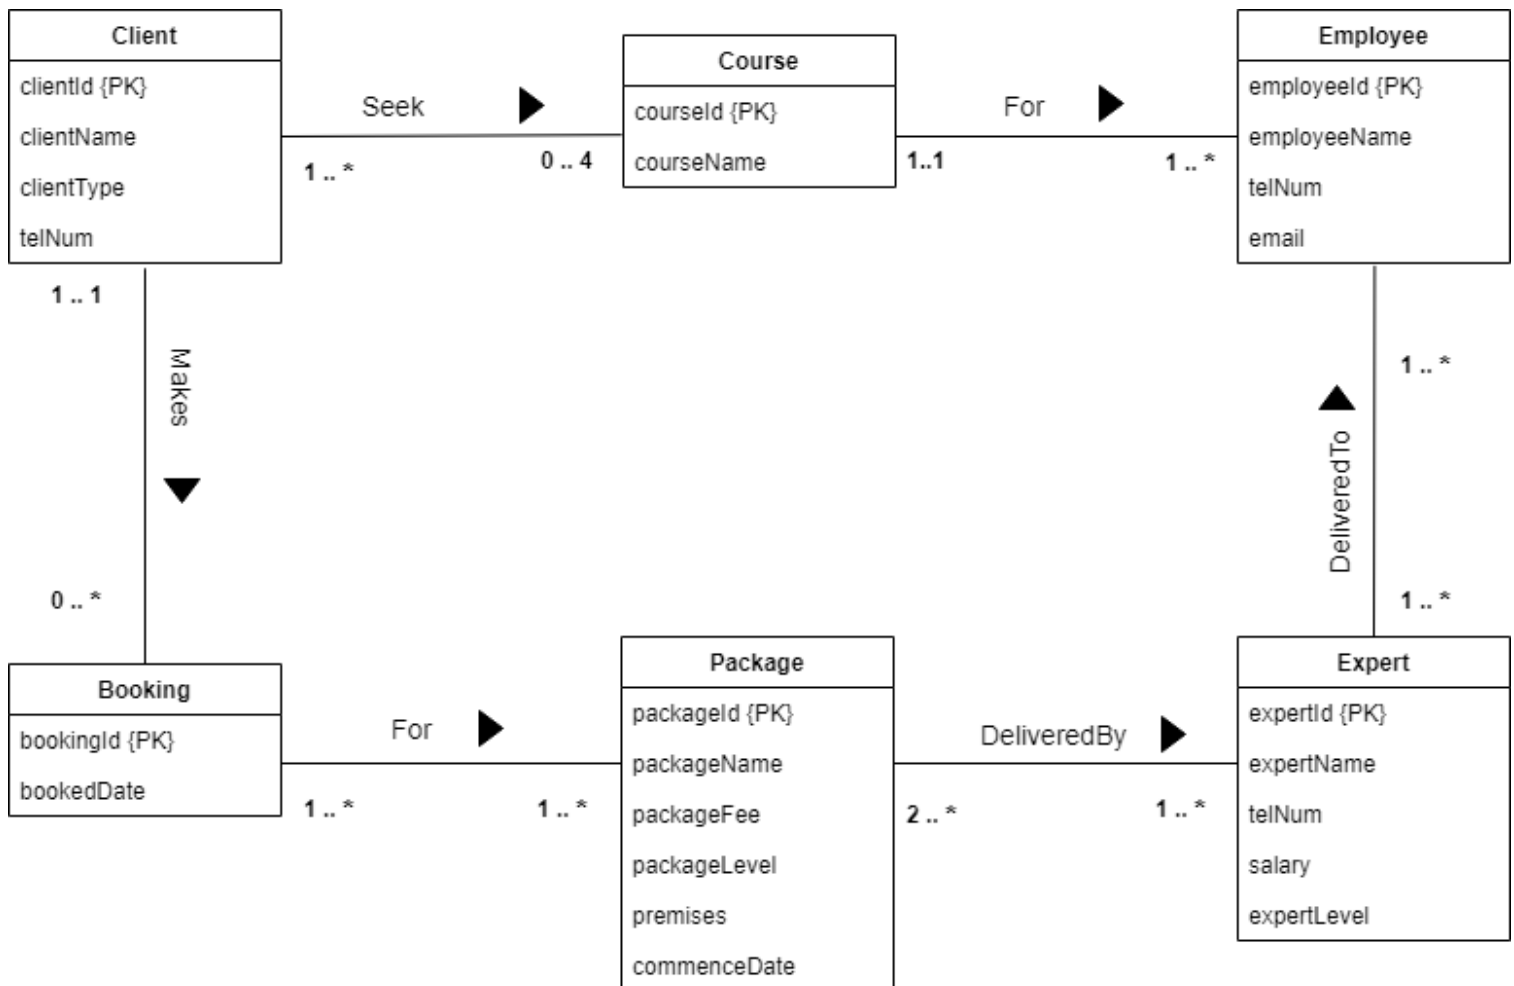 Client
clientId {PK}
clientName
clientType
telNum
Seek
1 .. *
0 .. 4
Course
courseId {PK}
courseName
For
1..1
1 .. *
Employee
employeeId {PK}
employeeName
telNum
email
1 .. 1
Makes
0 .. *
1 .. *
DeliveredTo
1 .. *
Booking
bookingId {PK}
bookedDate
For
1 .. *
1 .. *
Package
packageId {PK}
packageName
packageFee
packageLevel
premises
commenceDate
DeliveredBy
2 .. *
1 .. *
Expert
expertId {PK}
expertName
telNum
salary
expertLevel